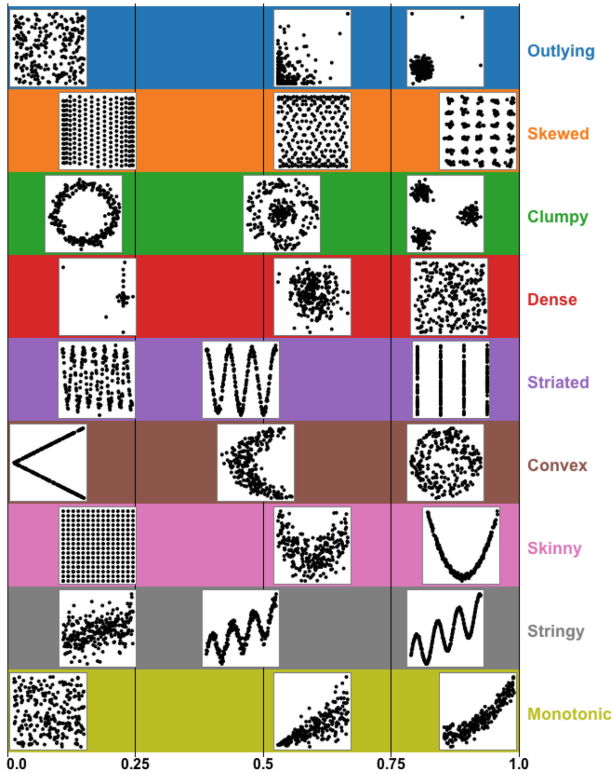 Outlying
Skewed
Clumpy
Dense
Striated
Convex
Skinny
Stringy
Monotonic
0.0 0.25 0.5 0.75 1.0